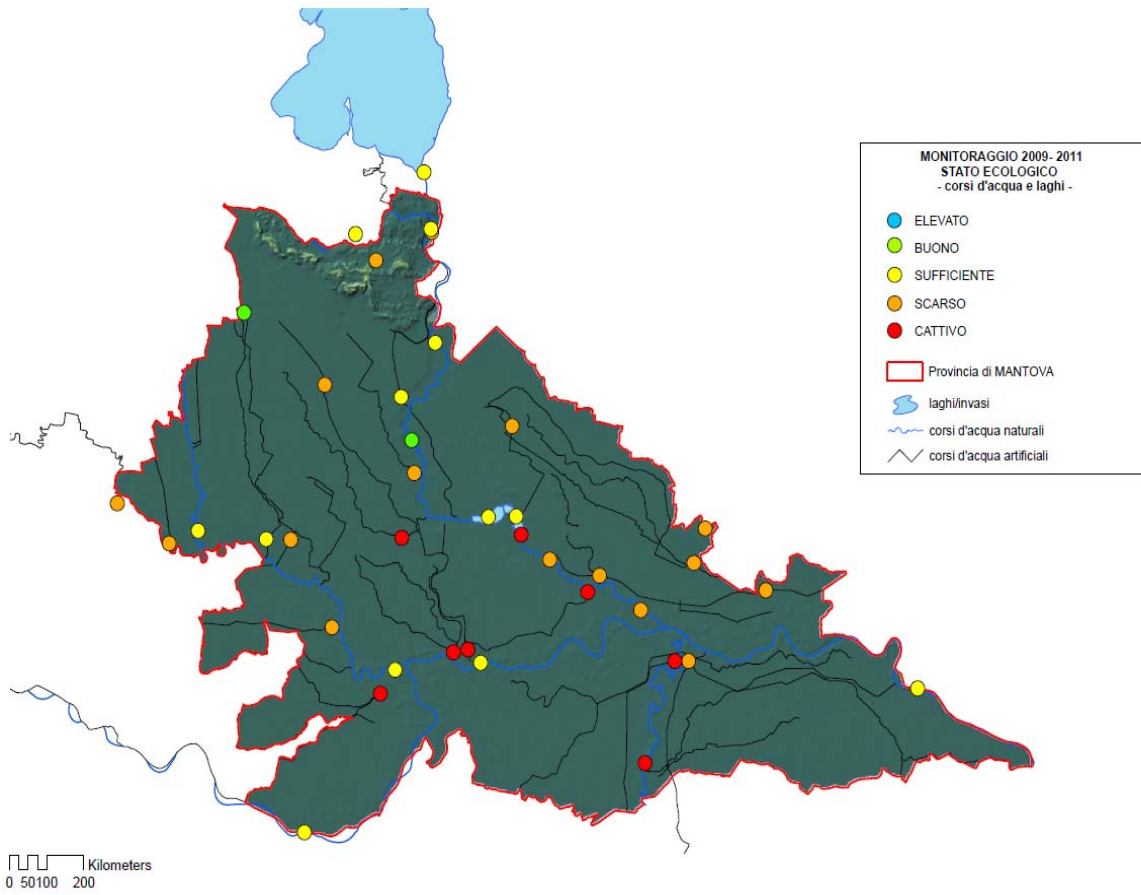 MONITORAGGIO 2009- 2011
STATO ECOLOGICO
- corsi d'acqua e laghi -
ELEVATO
BUONO
SUFFICIENTE
SCARSO
CATTIVO
Provincia di MANTOVA
laghi/invasi
corsi d'acqua naturali
corsi d'acqua artificiali
Kilometers
0 50100 200